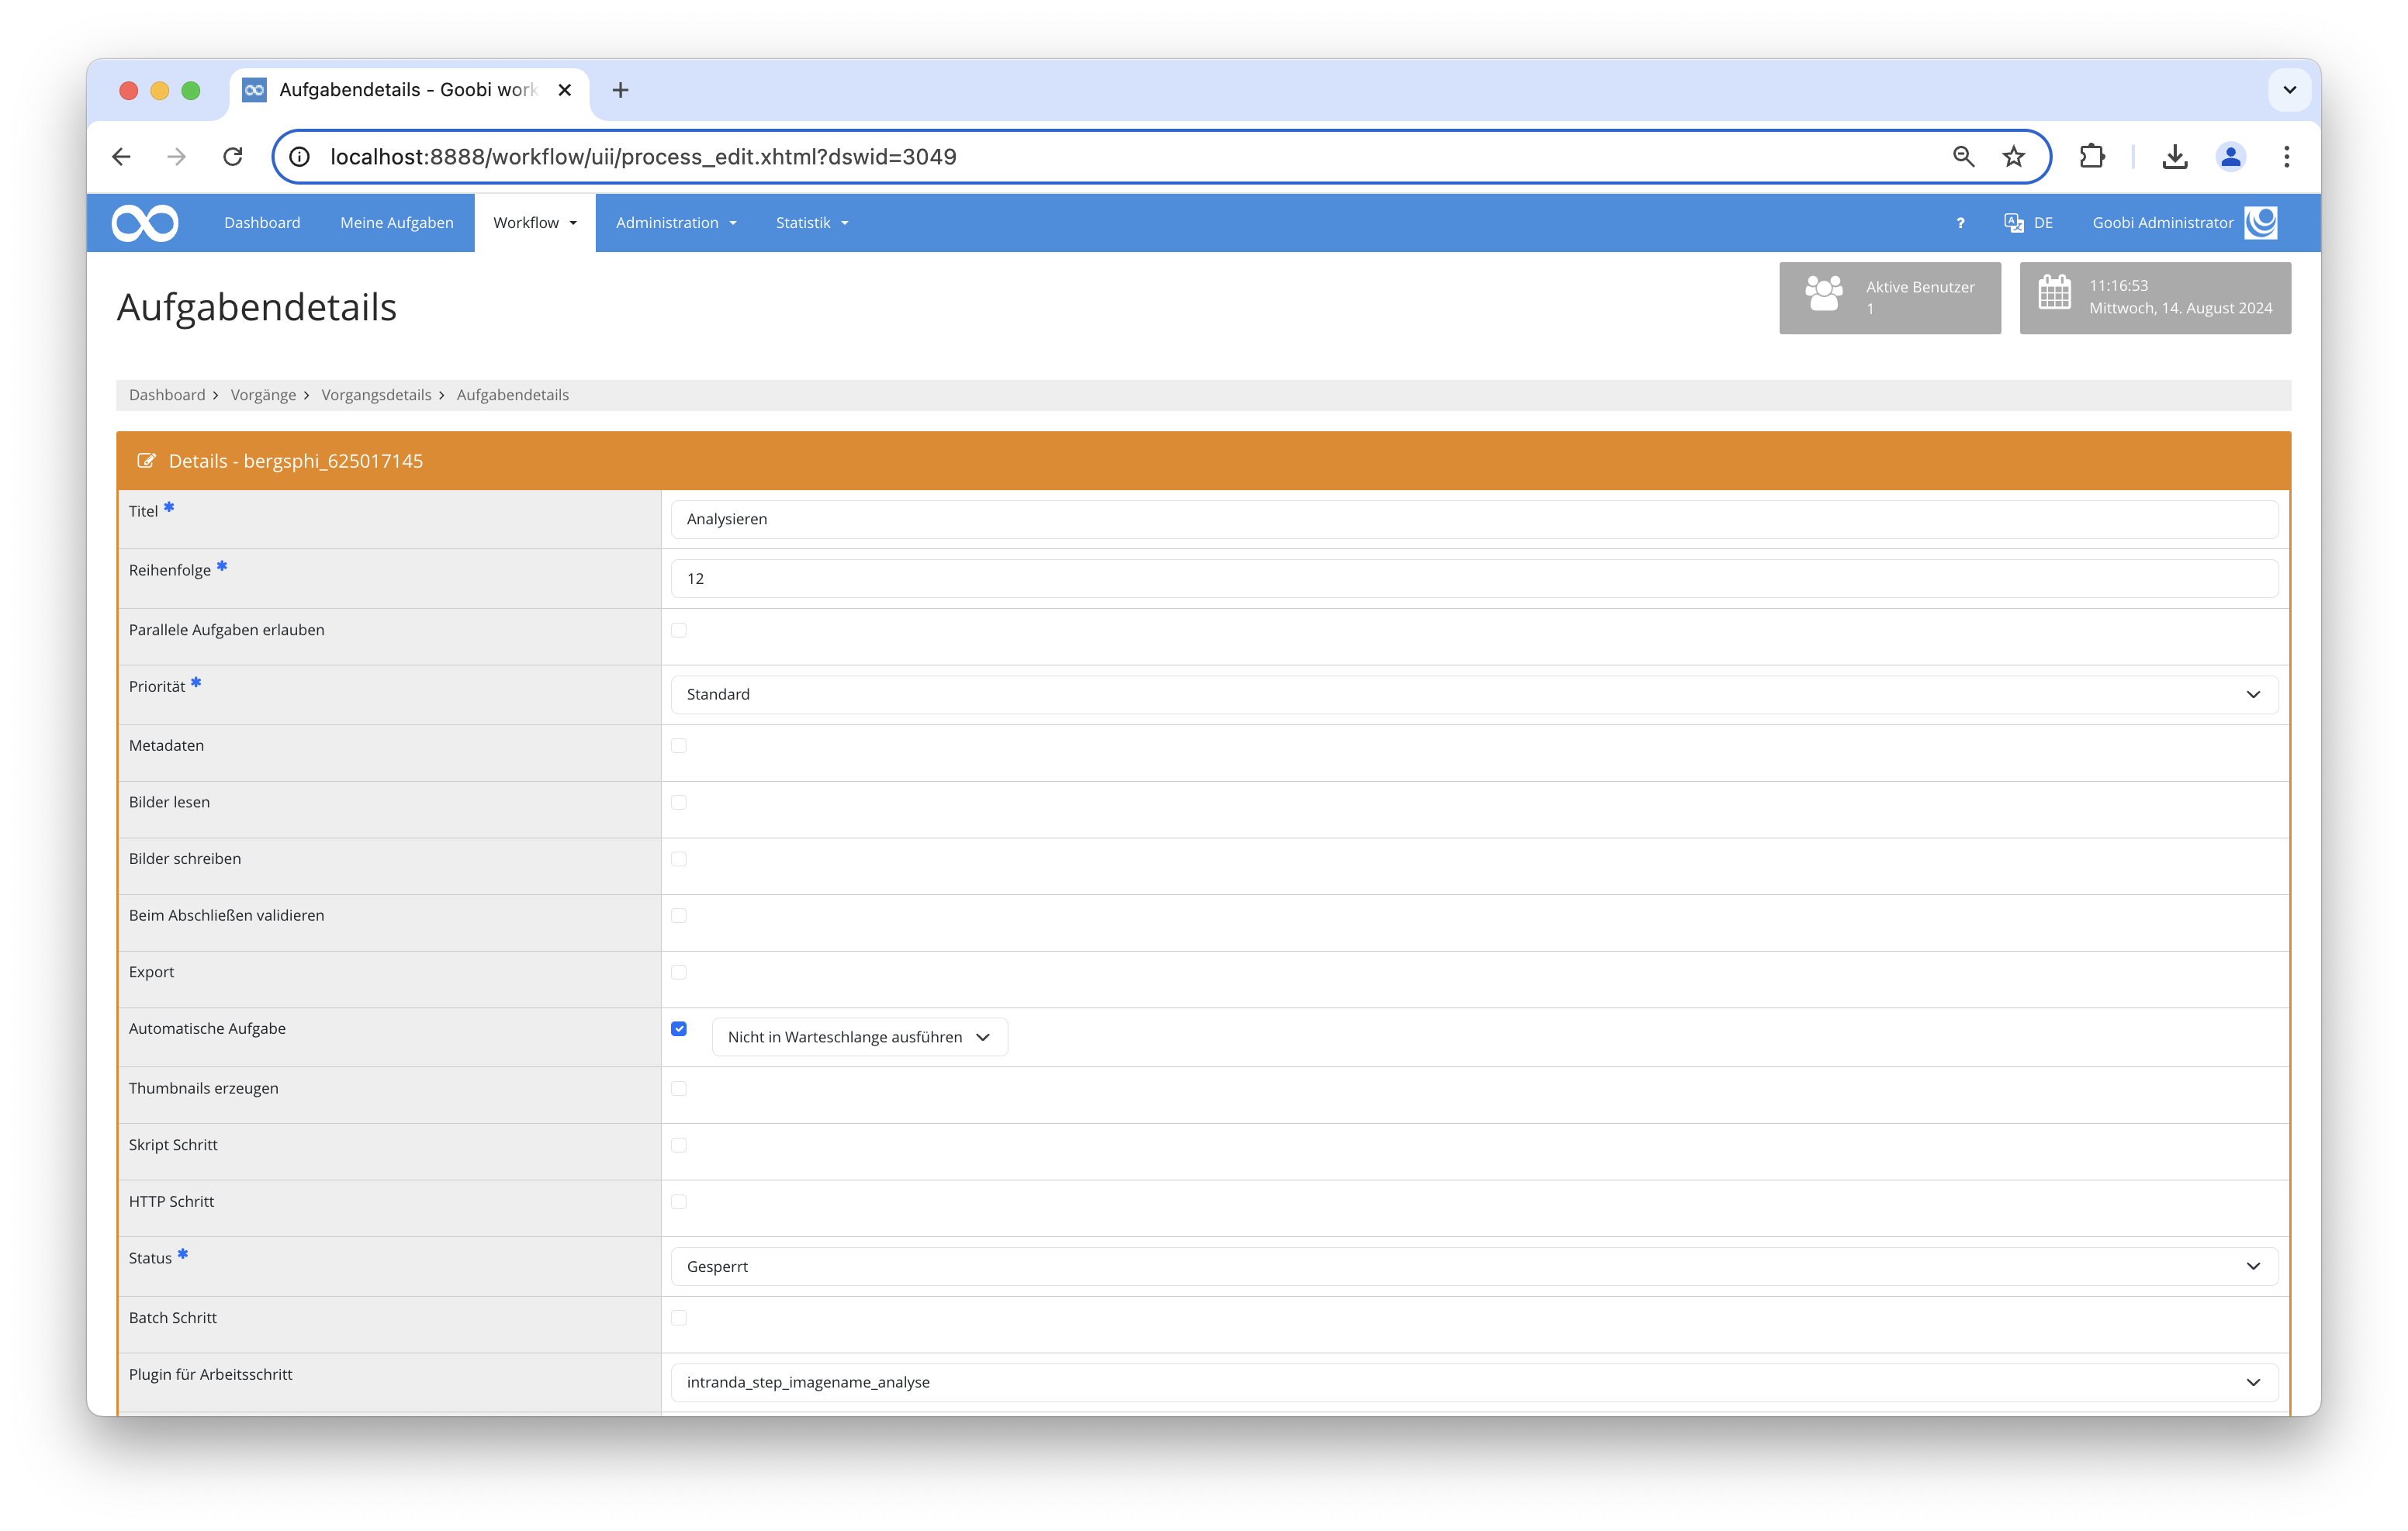 Aufgabendetails - Goobi work
localhost:8888/workflow/uii/process_edit.xhtml?dswid=3049
Dashboard Meine Aufgaben Workflow Administration Statistik ? DE Goobi Administrator
Aufgabendetails
Aktive Benutzer
1
11:16:53
Mittwoch, 14. August 2024
Dashboard > Vorgänge > Vorgangsdetails > Aufgabendetails
Details - bergsphi_625017145
Titel * Analysieren
Reihenfolge * 12
Parallele Aufgaben erlauben
Priorität * Standard
Metadaten
Bilder lesen
Bilder schreiben
Beim Abschließen validieren
Export
Automatische Aufgabe Nicht in Warteschlange ausführen
Thumbnails erzeugen
Skript Schritt
HTTP Schritt
Status * Gesperrt
Batch Schritt
Plugin für Arbeitsschritt intranda_step_imagename_analyse